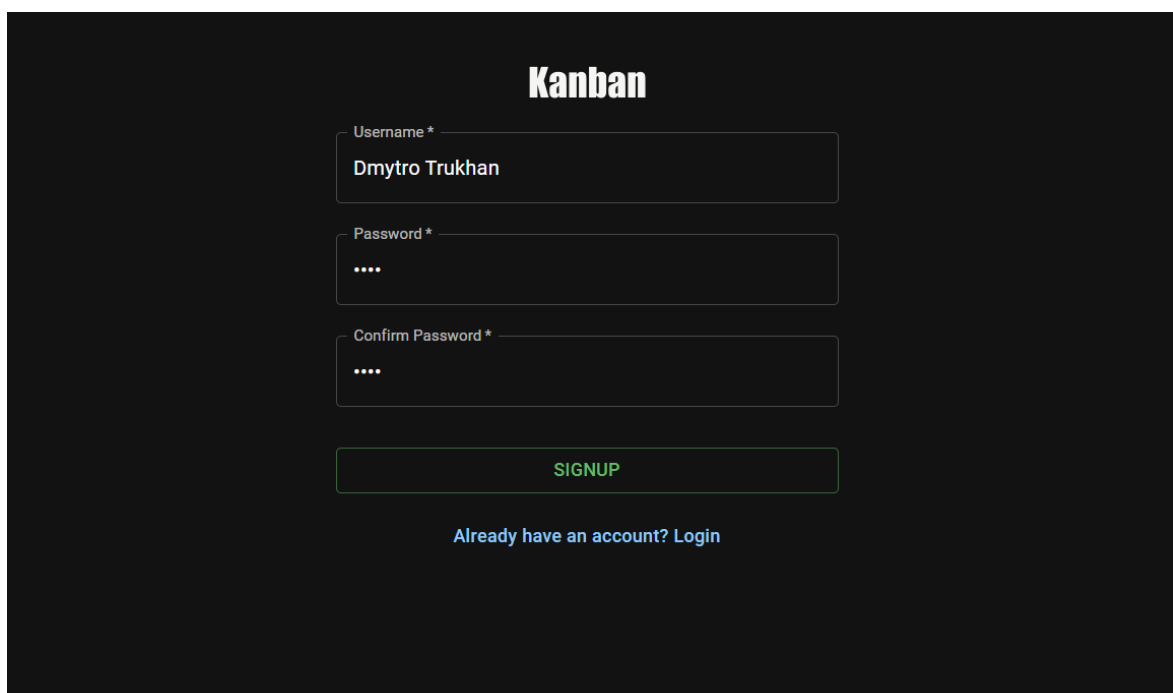 Kanban
Username *
Dmytro Trukhan
Password *
••••
Confirm Password *
••••
SIGNUP
Already have an account? Login